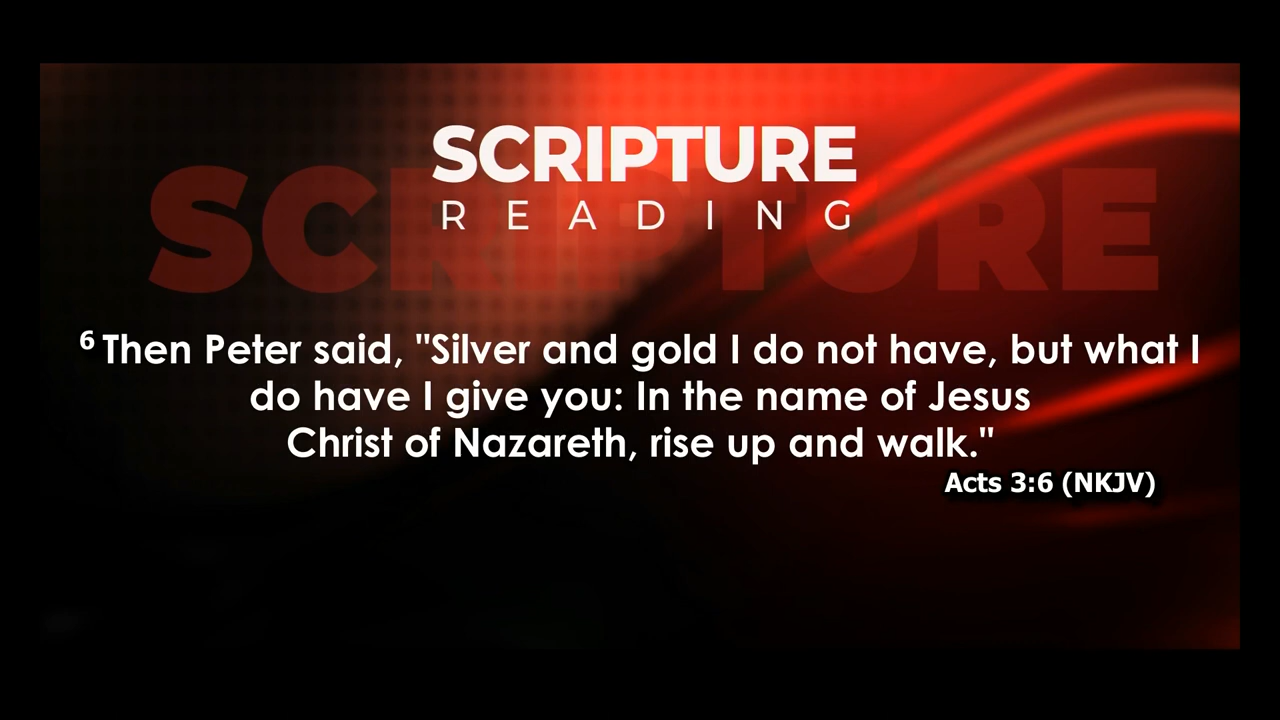 SCRIPTURE
SCRIPTURE
READING
6 Then Peter said, "Silver and gold I do not have, but what I
do have I give you: In the name of Jesus
Christ of Nazareth, rise up and walk."
Acts 3:6 (NKJV)